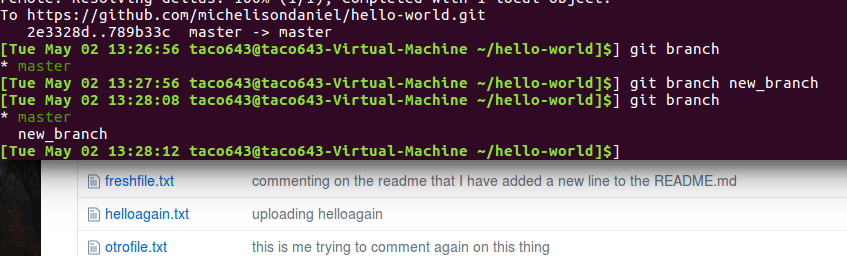 remote: Resolving deltas: 100% (1/1), completed with 1 local object.
To https://github.com/michelisondaniel/hello-world.git
   2e3328d..789b33c  master -> master
[Tue May 02 13:26:56 taco643@taco643-Virtual-Machine ~/hello-world]$] git branch
* master
[Tue May 02 13:27:56 taco643@taco643-Virtual-Machine ~/hello-world]$] git branch new_branch
[Tue May 02 13:28:08 taco643@taco643-Virtual-Machine ~/hello-world]$] git branch
* master
  new_branch
[Tue May 02 13:28:12 taco643@taco643-Virtual-Machine ~/hello-world]$]
freshfile.txt commenting on the readme that I have added a new line to the README.md
helloagain.txt uploading helloagain
otrofile.txt this is me trying to comment again on this thing